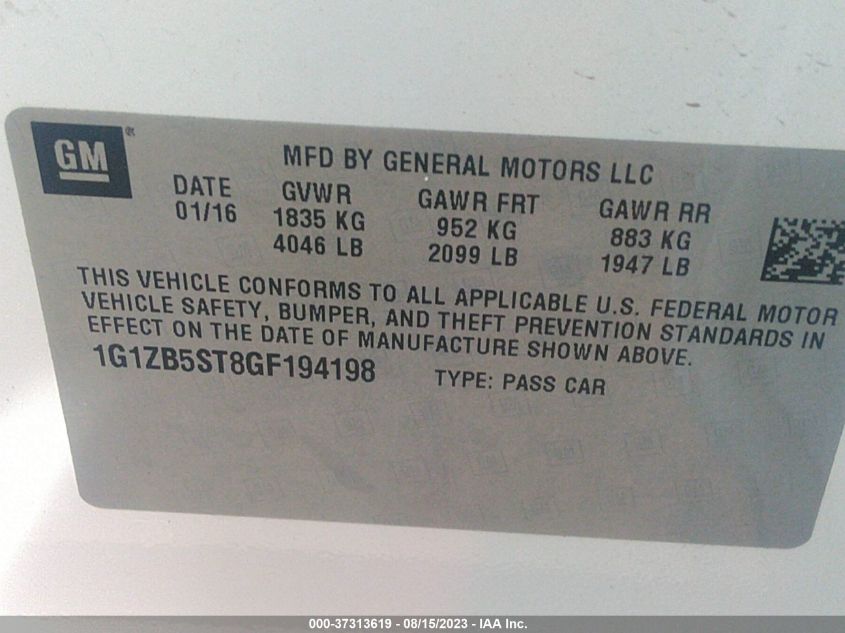 GM
MFD BY GENERAL MOTORS LLC
DATE GVWR GAWR FRT GAWR RR
01/16 1835 KG 952 KG 883 KG
4046 LB 2099 LB 1947 LB
THIS VEHICLE CONFORMS TO ALL APPLICABLE U.S. FEDERAL MOTOR
VEHICLE SAFETY, BUMPER, AND THEFT PREVENTION STANDARDS IN
EFFECT ON THE DATE OF MANUFACTURE SHOWN ABOVE.
1G1ZB5ST8GF194198 TYPE: PASS CAR
000-37313619 - 08/15/2023 - IAA Inc.